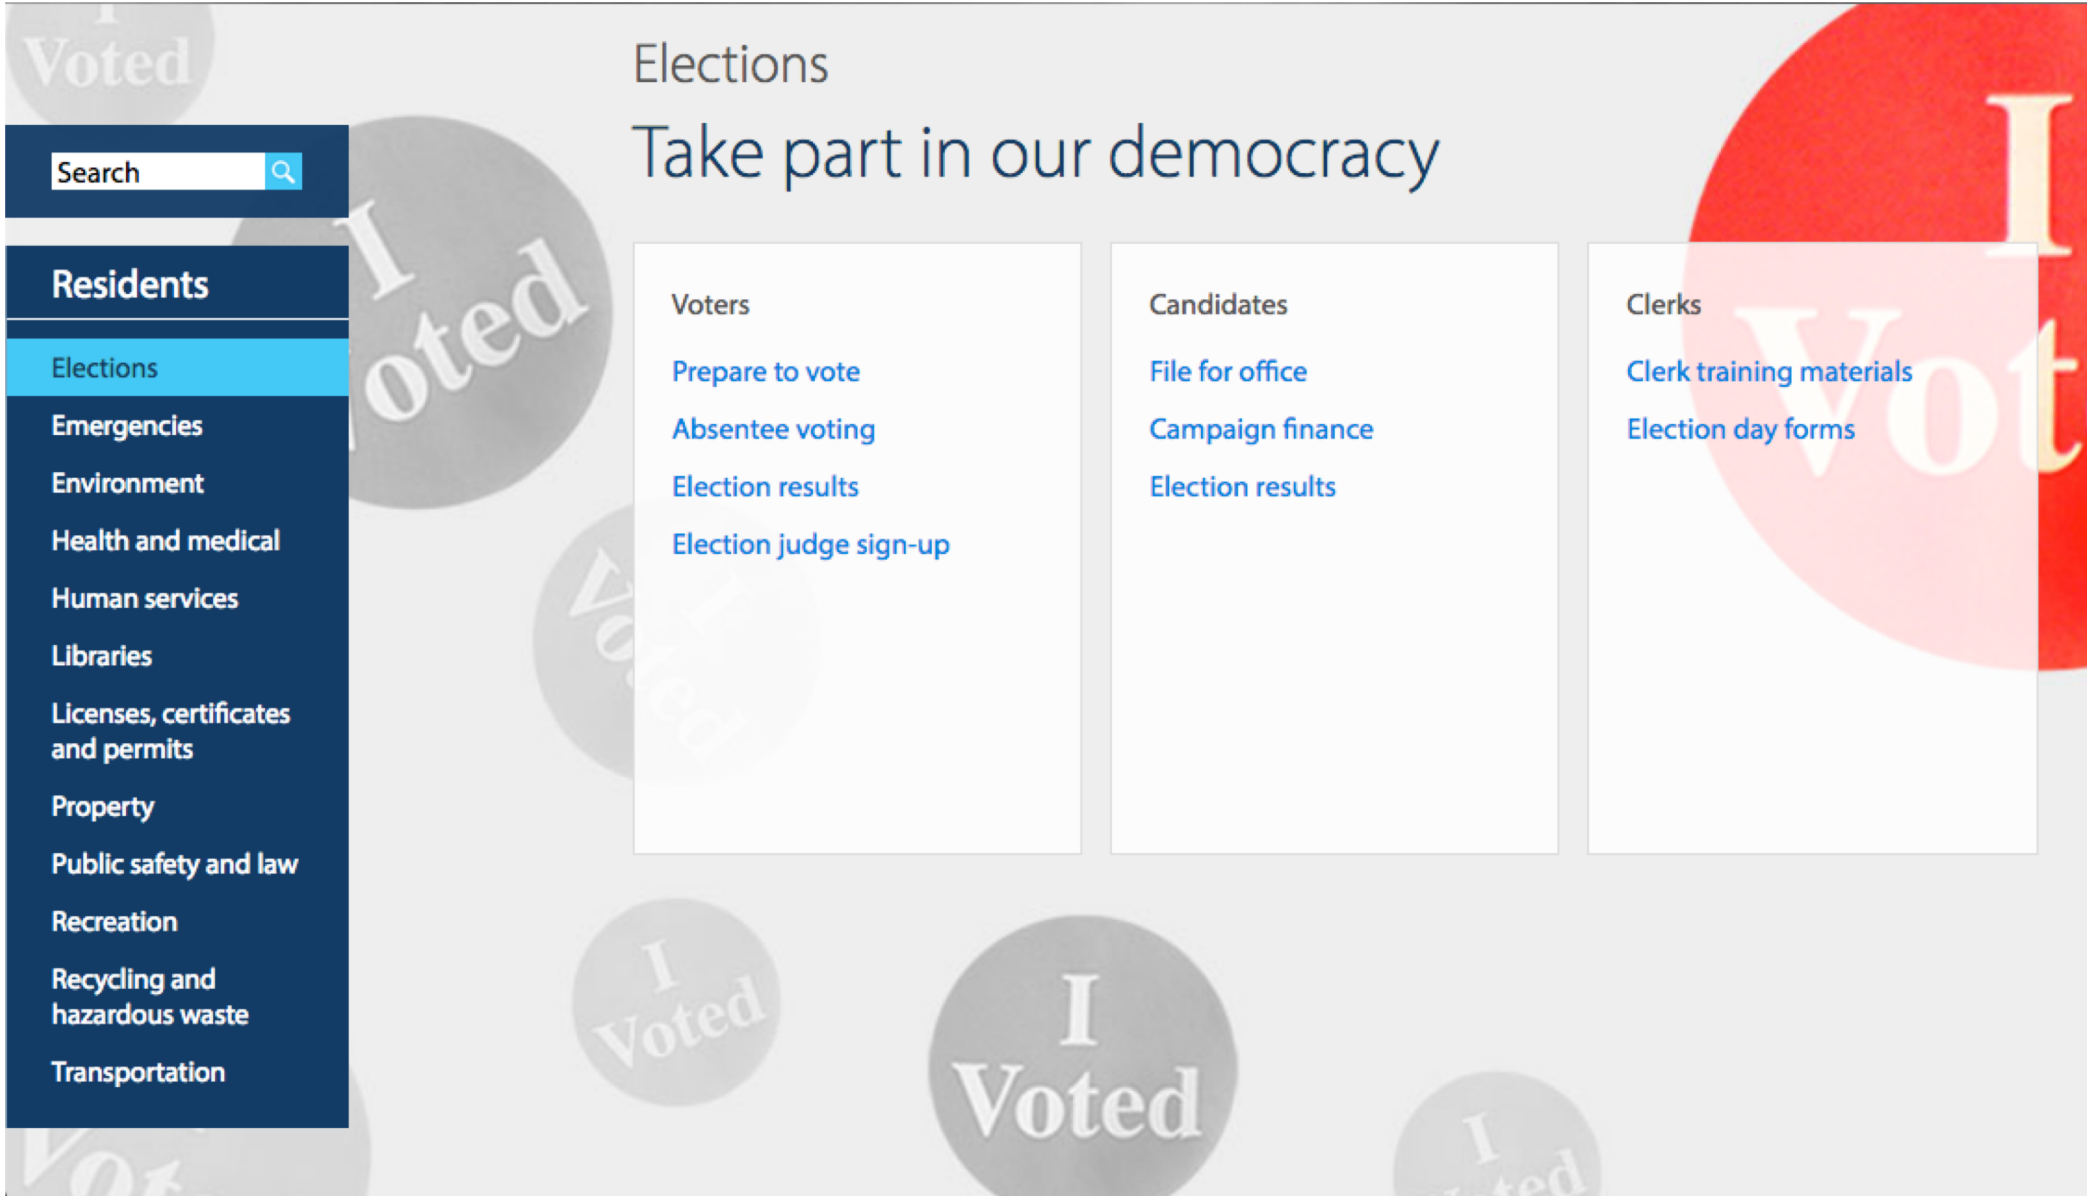 I
Voted
Search
Residents
Elections
Emergencies
Environment
Health and medical
Human services
Libraries
Licenses, certificates
and permits
Property
Public safety and law
Recreation
Recycling and
hazardous waste
Transportation
Elections
Take part in our democracy
Voters
Prepare to vote
Absentee voting
Election results
Election judge sign-up
Candidates
File for office
Campaign finance
Election results
Clerks
Clerk training materials
Election day forms
I
Voted
I
Vot
I
Voted
I
Voted
I
Voted
I
Voted